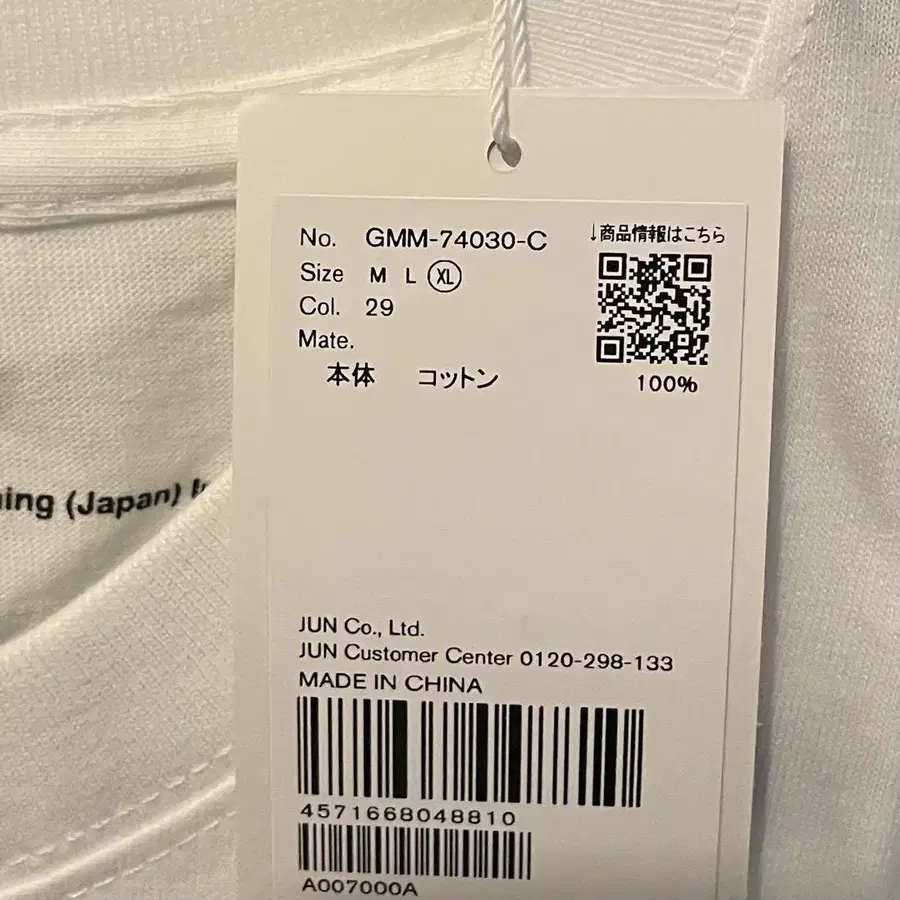 No. GMM-74030-C
↓商品情報はこちら
Size M L XL
Col. 29
Mate.
本体 コットン 100%
ing (Japan)
JUN Co., Ltd.
JUN Customer Center 0120-298-133
MADE IN CHINA
4571668048810
A007000A